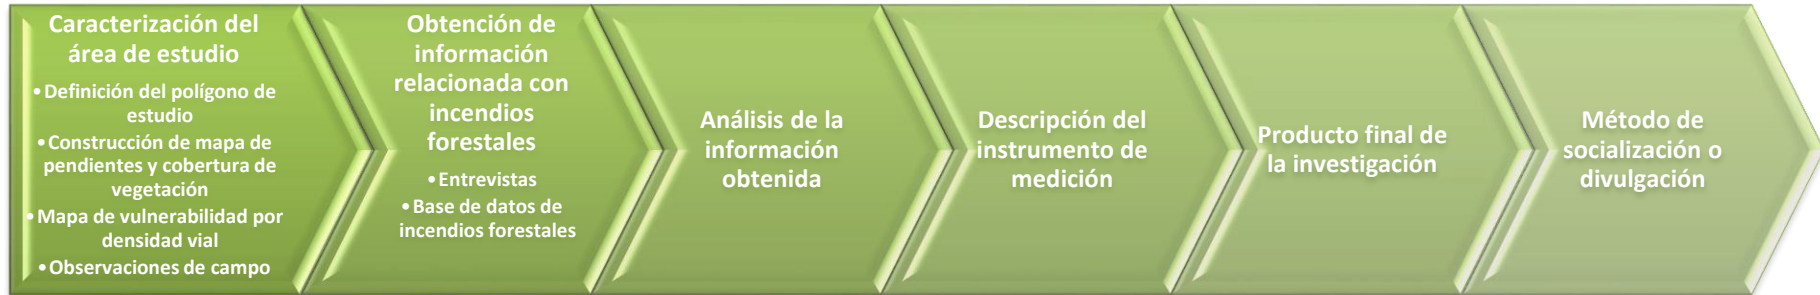 Caracterización del
área de estudio
•Definición del polígono de
estudio
•Construcción de mapa de
pendientes y cobertura de
vegetación
•Mapa de vulnerabilidad por
densidad vial
•Observaciones de campo
Obtención de
información
relacionada con
incendios
forestales
•Entrevistas
•Base de datos de
incendios forestales
Análisis de la
información
obtenida
Descripción del
instrumento de
medición
Producto final de
la investigación
Método de
socialización o
divulgación